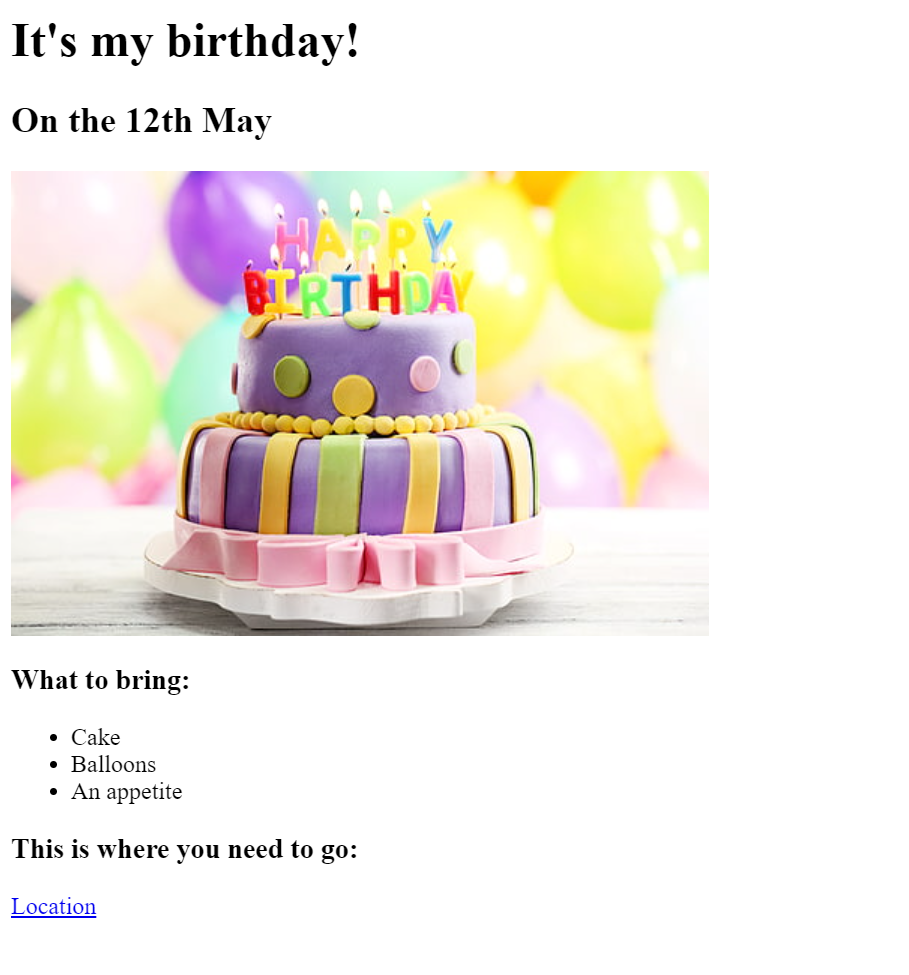 It's my birthday!
On the 12th May
HAPPY
BIRTHDAY
What to bring:
Cake
Balloons
An appetite
This is where you need to go:
Location